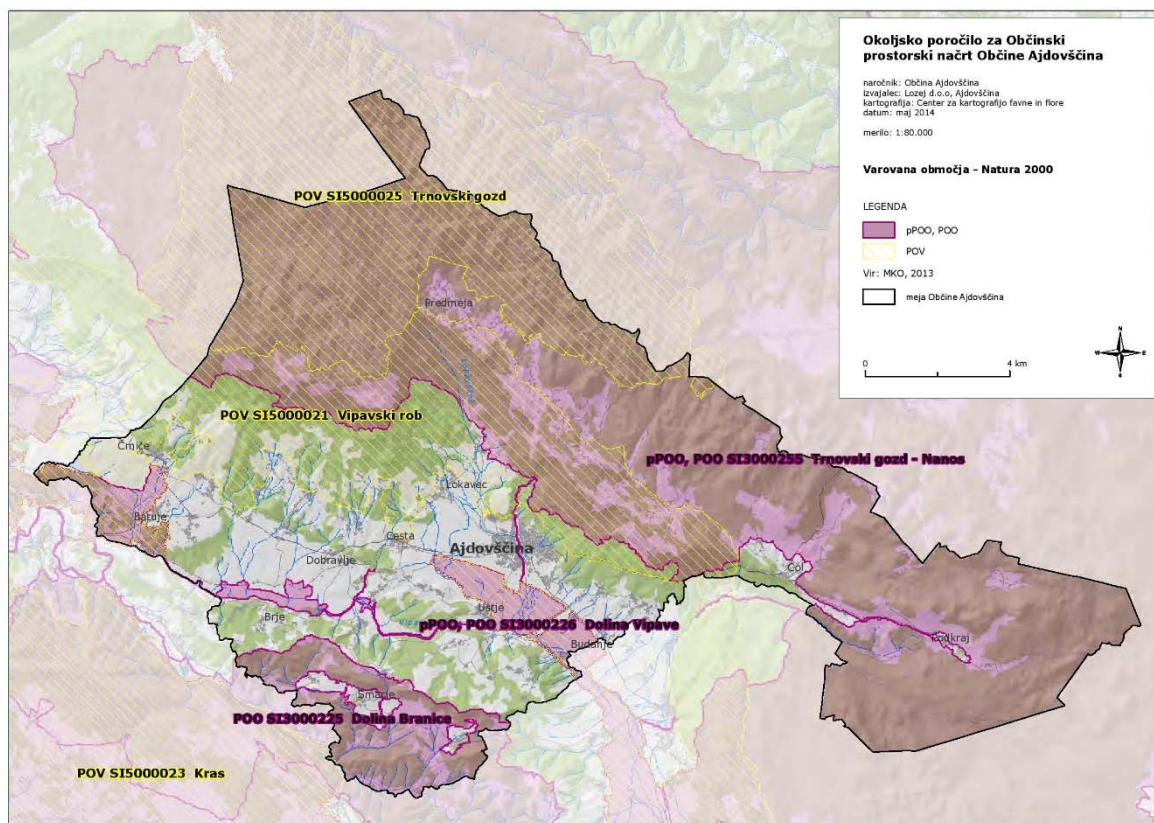 Okoljsko poročilo za Občinski
prostorski načrt Občine Ajdovščina
naročnik: Občina Ajdovščina
izvajalec: Lozej d.o.o, Ajdovščina
kartografija: Center za kartografijo favne in flore
datum: maj 2014
merilo: 1:80.000
Varovana območja - Natura 2000
LEGENDA
pPOO, POO
POV
Vir: MKO, 2013
meja Občine Ajdovščina
N
W E
S
0 4 km
POV SI5000025 Trnovski gozd
Predmeja
POV SI5000021 Vipavski rob
Črniče
pPOO, POO SI3000255 Trnovski gozd - Nanos
Lokavec
Batuje
Cesta
Ajdovščina
Dobravlje
Col
Ustje
Brje
pPOO, POO SI3000226 Dolina Vipave
Podkraj
Budanje
Šmarje
POO SI3000225 Dolina Branice
POV SI5000023 Kras